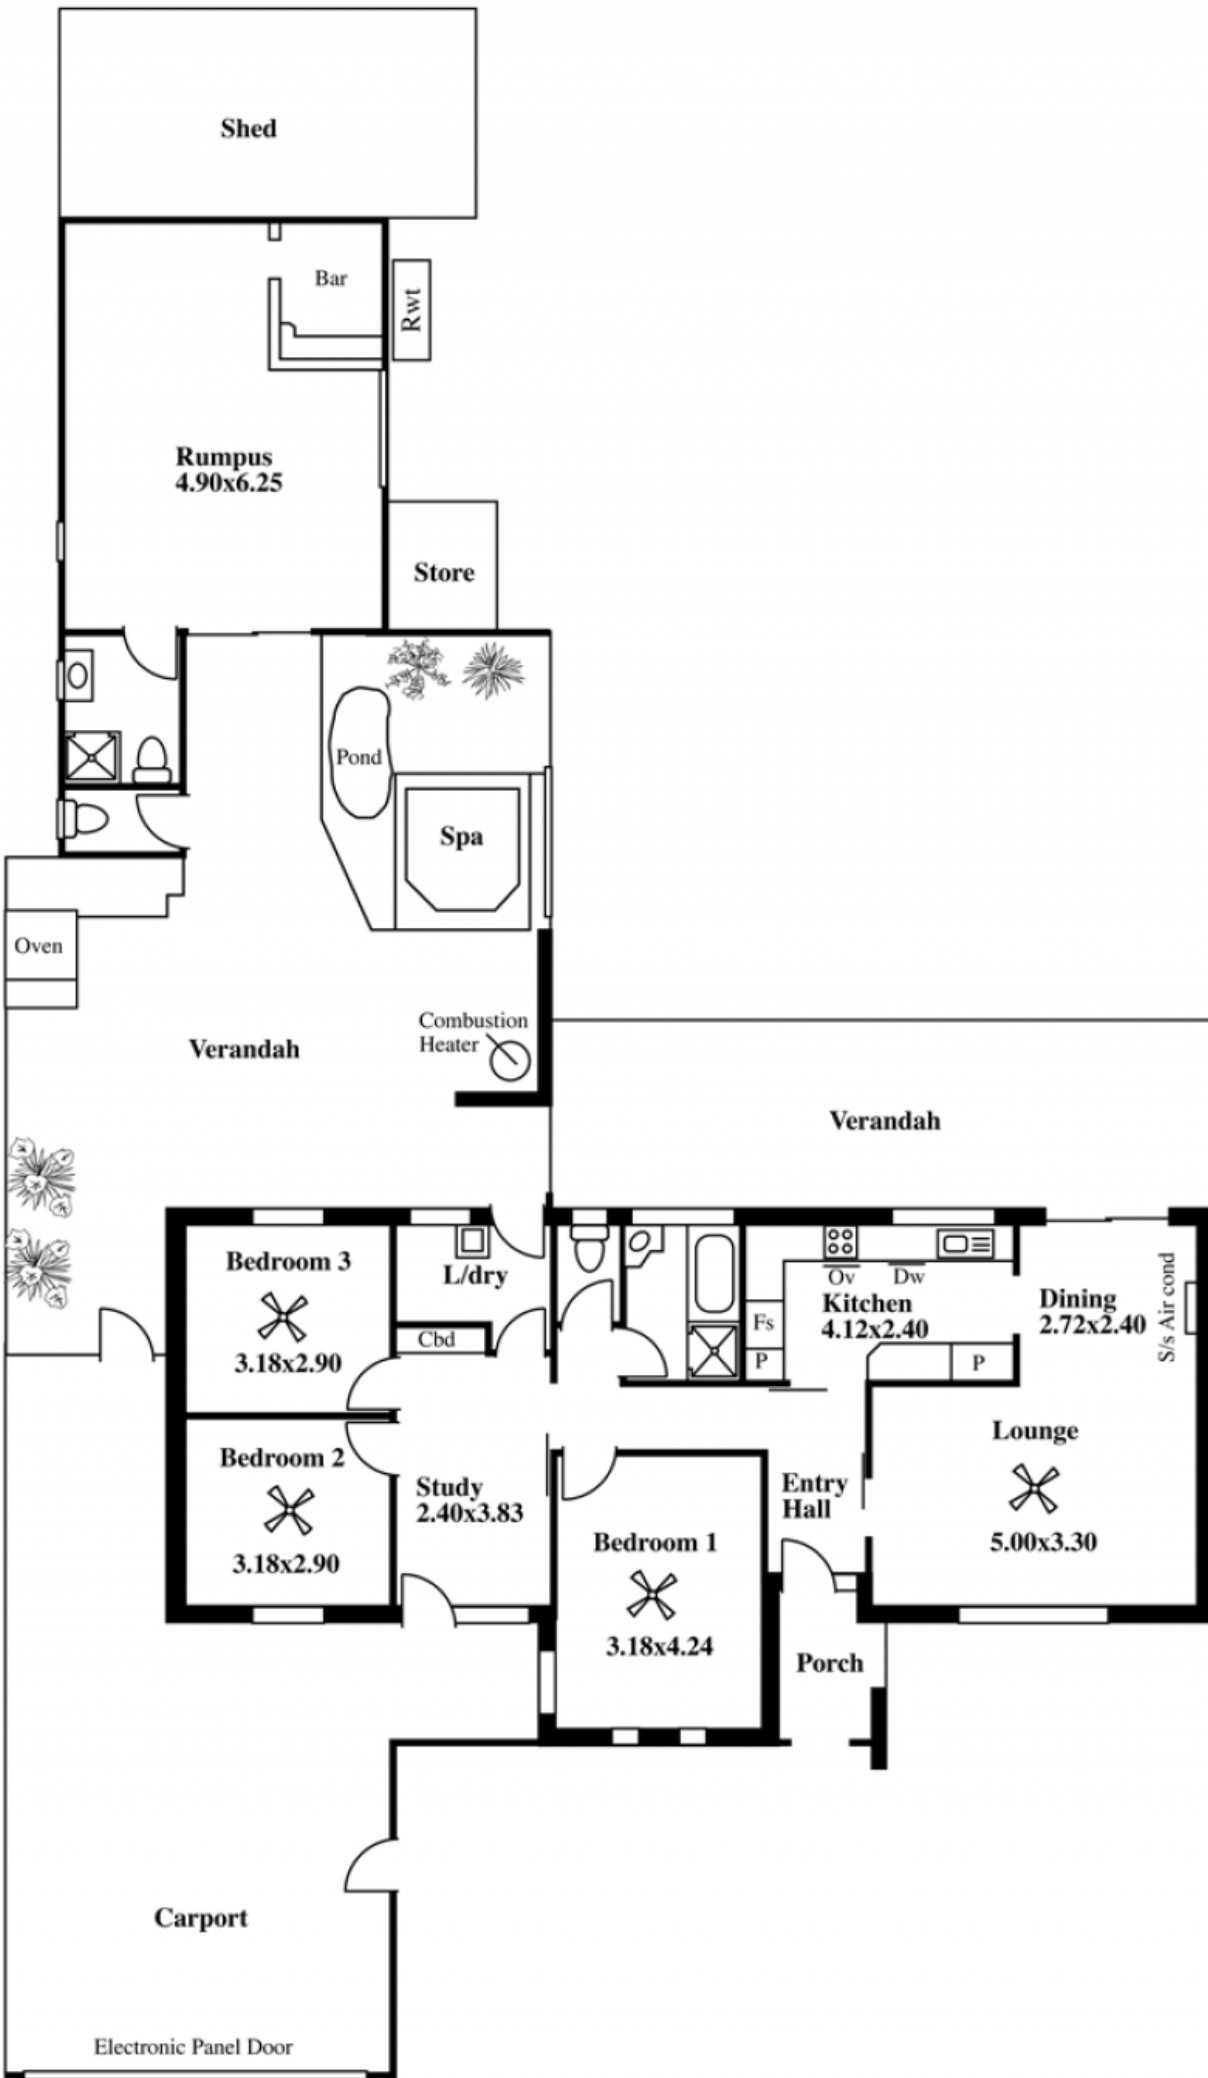 Shed
Bar
Rwt
Rumpus
4.90x6.25
Store
Pond
Spa
Oven
Combustion
Heater
Verandah
Verandah
Bedroom 3
3.18x2.90
L/dry
Cbd
Ov
Dw
Kitchen
4.12x2.40
Fs
P
P
Dining
2.72x2.40
S/s Air cond
Lounge
5.00x3.30
Bedroom 2
3.18x2.90
Study
2.40x3.83
Entry
Hall
Bedroom 1
3.18x4.24
Porch
Carport
Electronic Panel Door